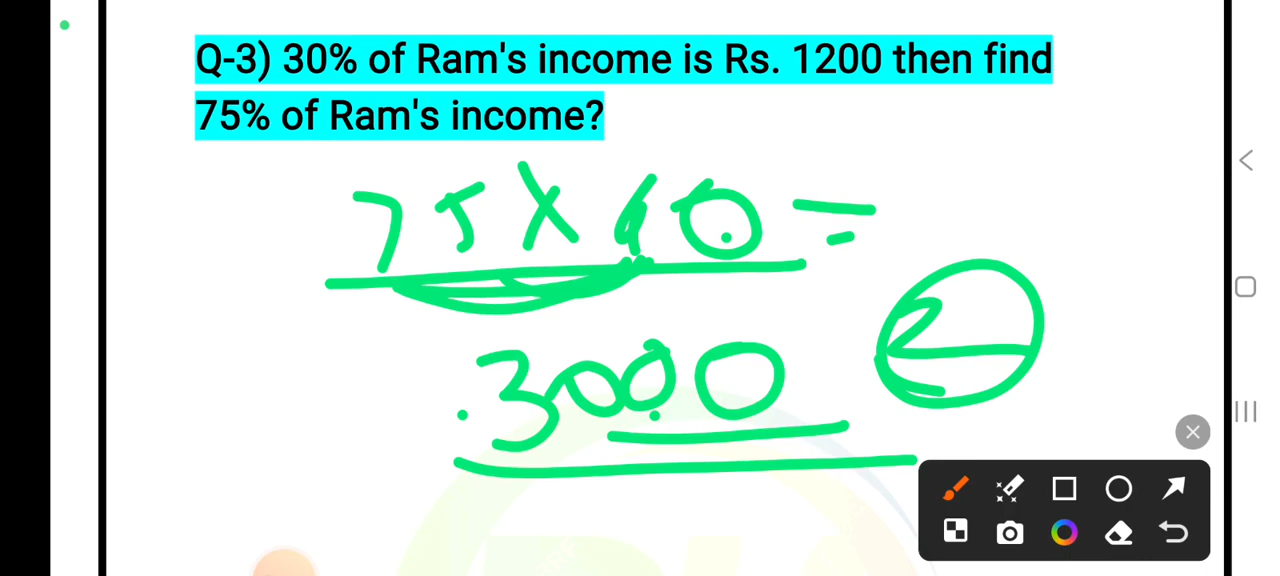 Q-3) 30% of Ram's income is Rs. 1200 then find
75% of Ram's income?
75 × 40 =
3000